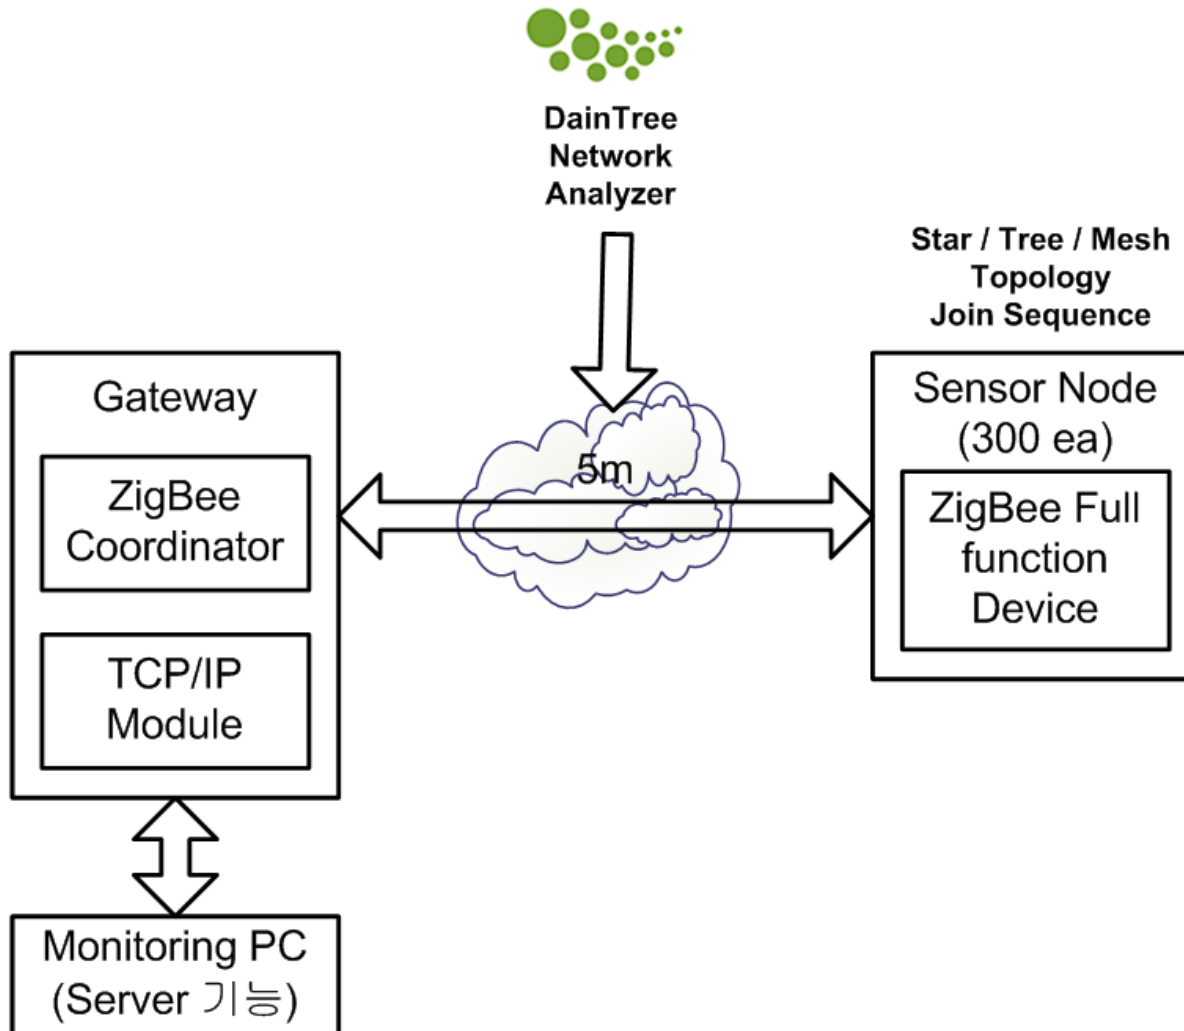 DainTree
Network
Analyzer
Star / Tree / Mesh
Topology
Join Sequence
Gateway
ZigBee
Coordinator
TCP/IP
Module
5m
Sensor Node
(300 ea)
ZigBee Full
function
Device
Monitoring PC
(Server 기능)